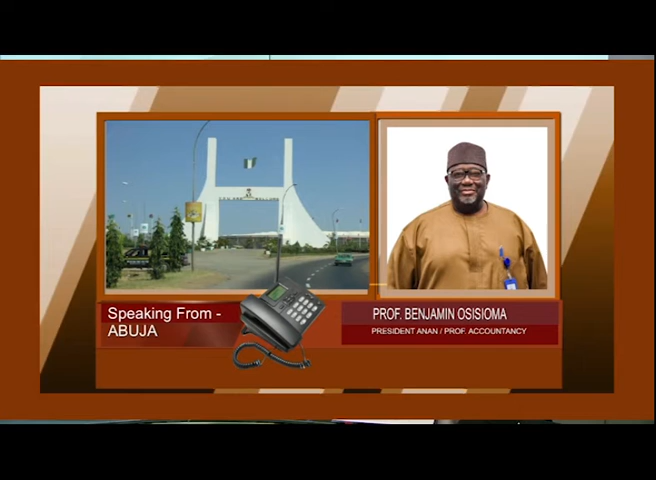 Speaking From -
ABUJA
PROF. BENJAMIN OSISIOMA
PRESIDENT ANAN / PROF. ACCOUNTANCY